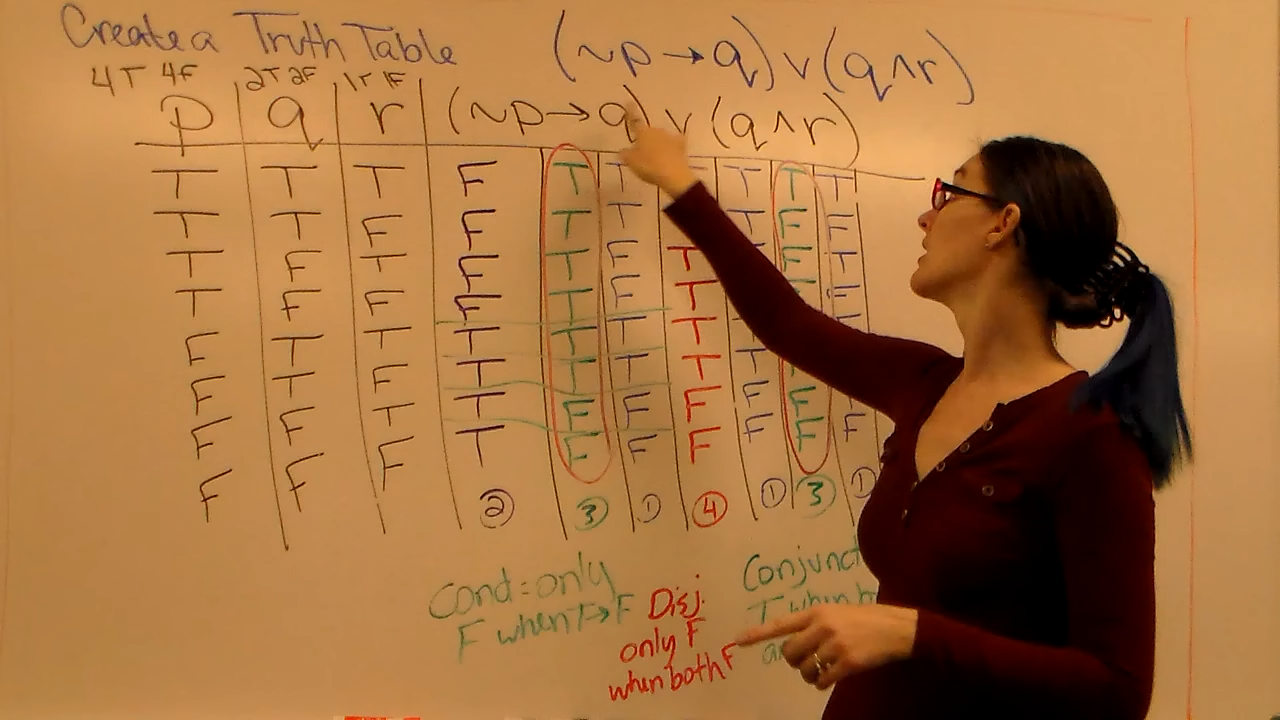 Create a Truth Table (~p→q)∨(q∧r)
4T 4F 2T 2F 1T 1F
p q r (~p→q)∨(q∧r)
T T T F T T T T T
T T F F T T T F F
T F T F T F T F T
T F F F T F T F
F T T T T T T
F T F T T T T T
F F T T F F F F F
F F F T F F F F F
② ③ ① ④ ① ③ ①
Cond = only
F when T→F
Disj.
only F
when both F
Conjunct
T when b